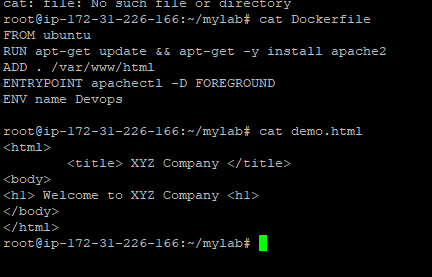 cat: file: No such file or directory
root@ip-172-31-226-166:~/mylab# cat Dockerfile
FROM ubuntu
RUN apt-get update && apt-get -y install apache2
ADD . /var/www/html
ENTRYPOINT apachectl -D FOREGROUND
ENV name Devops

root@ip-172-31-226-166:~/mylab# cat demo.html
<html>
        <title> XYZ Company </title>
<body>
<h1> Welcome to XYZ Company <h1>
</body>
</html>
root@ip-172-31-226-166:~/mylab#